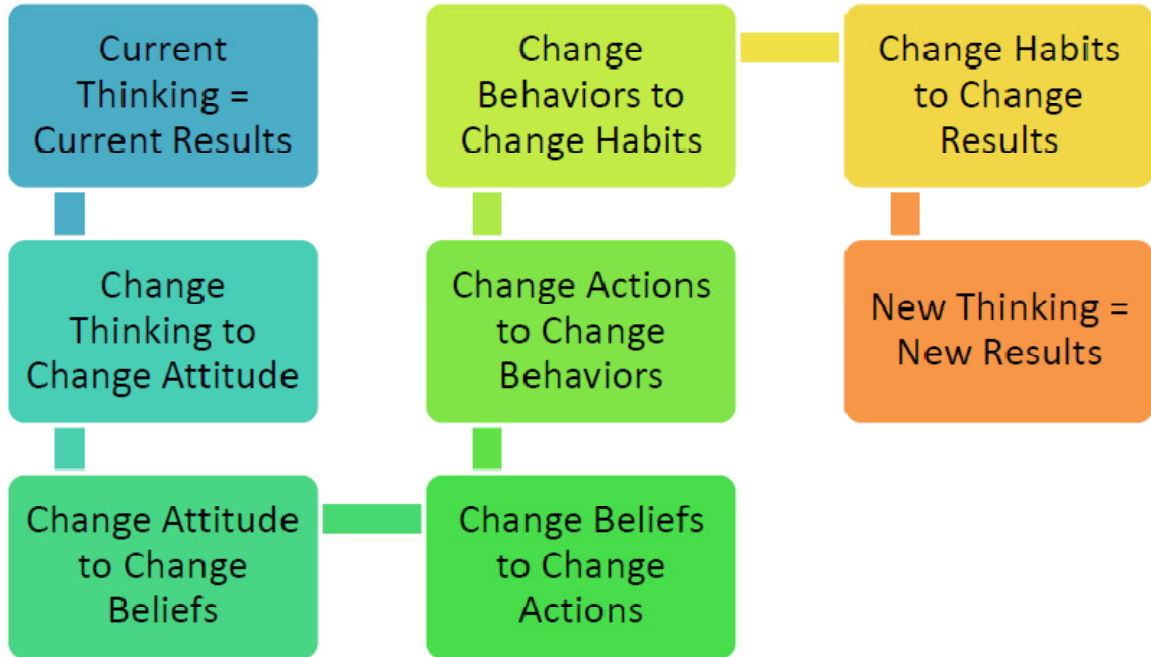 Current
Thinking =
Current Results
Change
Thinking to
Change Attitude
Change Attitude
to Change
Beliefs
Change Beliefs
to Change
Actions
Change Actions
to Change
Behaviors
Change
Behaviors to
Change Habits
Change Habits
to Change
Results
New Thinking =
New Results